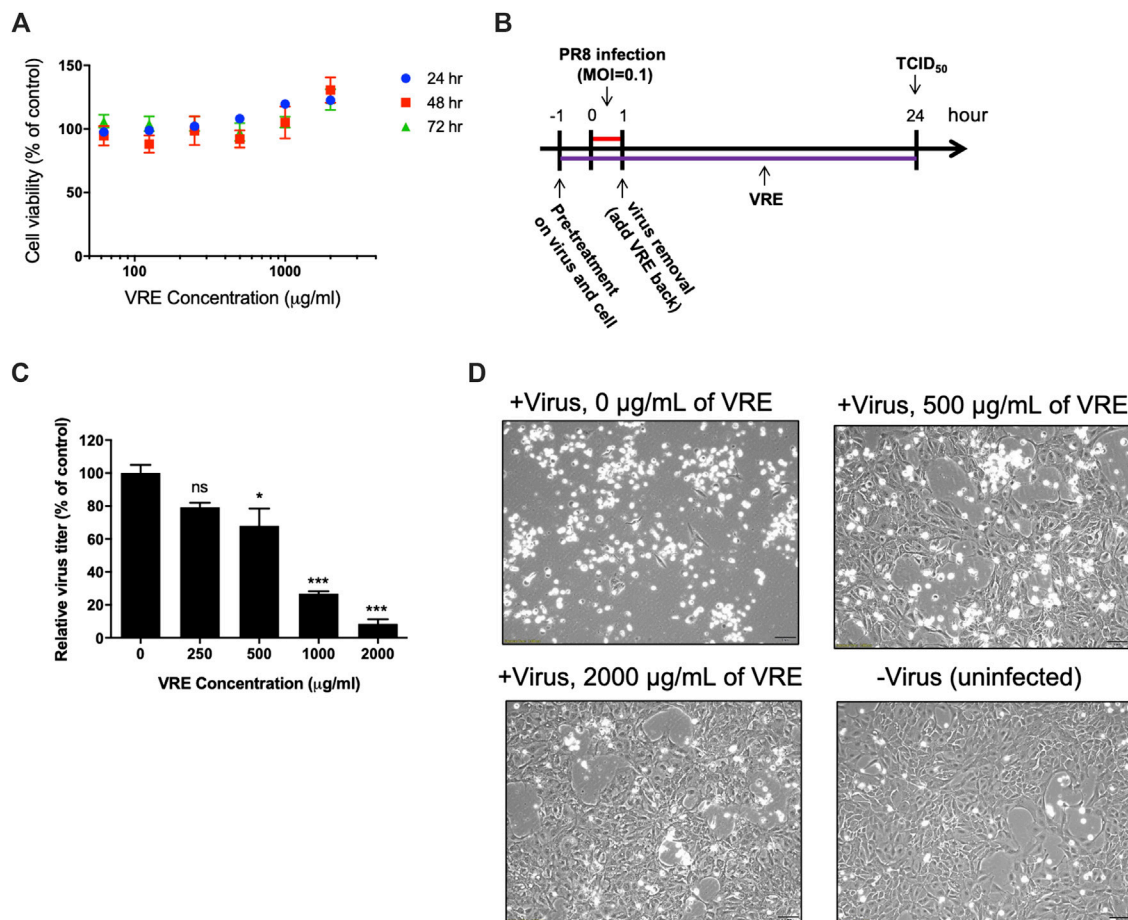 A
150
100
50
0
100
1000
Cell viability (% of control)
VRE Concentration (μg/ml)
24 hr
48 hr
72 hr
B
PR8 infection
(MOI=0.1)
TCID50
-1
0
1
24
hour
VRE
Pre-treatment
on virus and cell
virus removal
(add VRE back)
C
Relative virus titer (% of control)
120
100
80
60
40
20
0
ns
*
***
***
0
250
500
1000
2000
VRE Concentration (μg/ml)
D
+Virus, 0 μg/mL of VRE
+Virus, 500 μg/mL of VRE
+Virus, 2000 μg/mL of VRE
-Virus (uninfected)